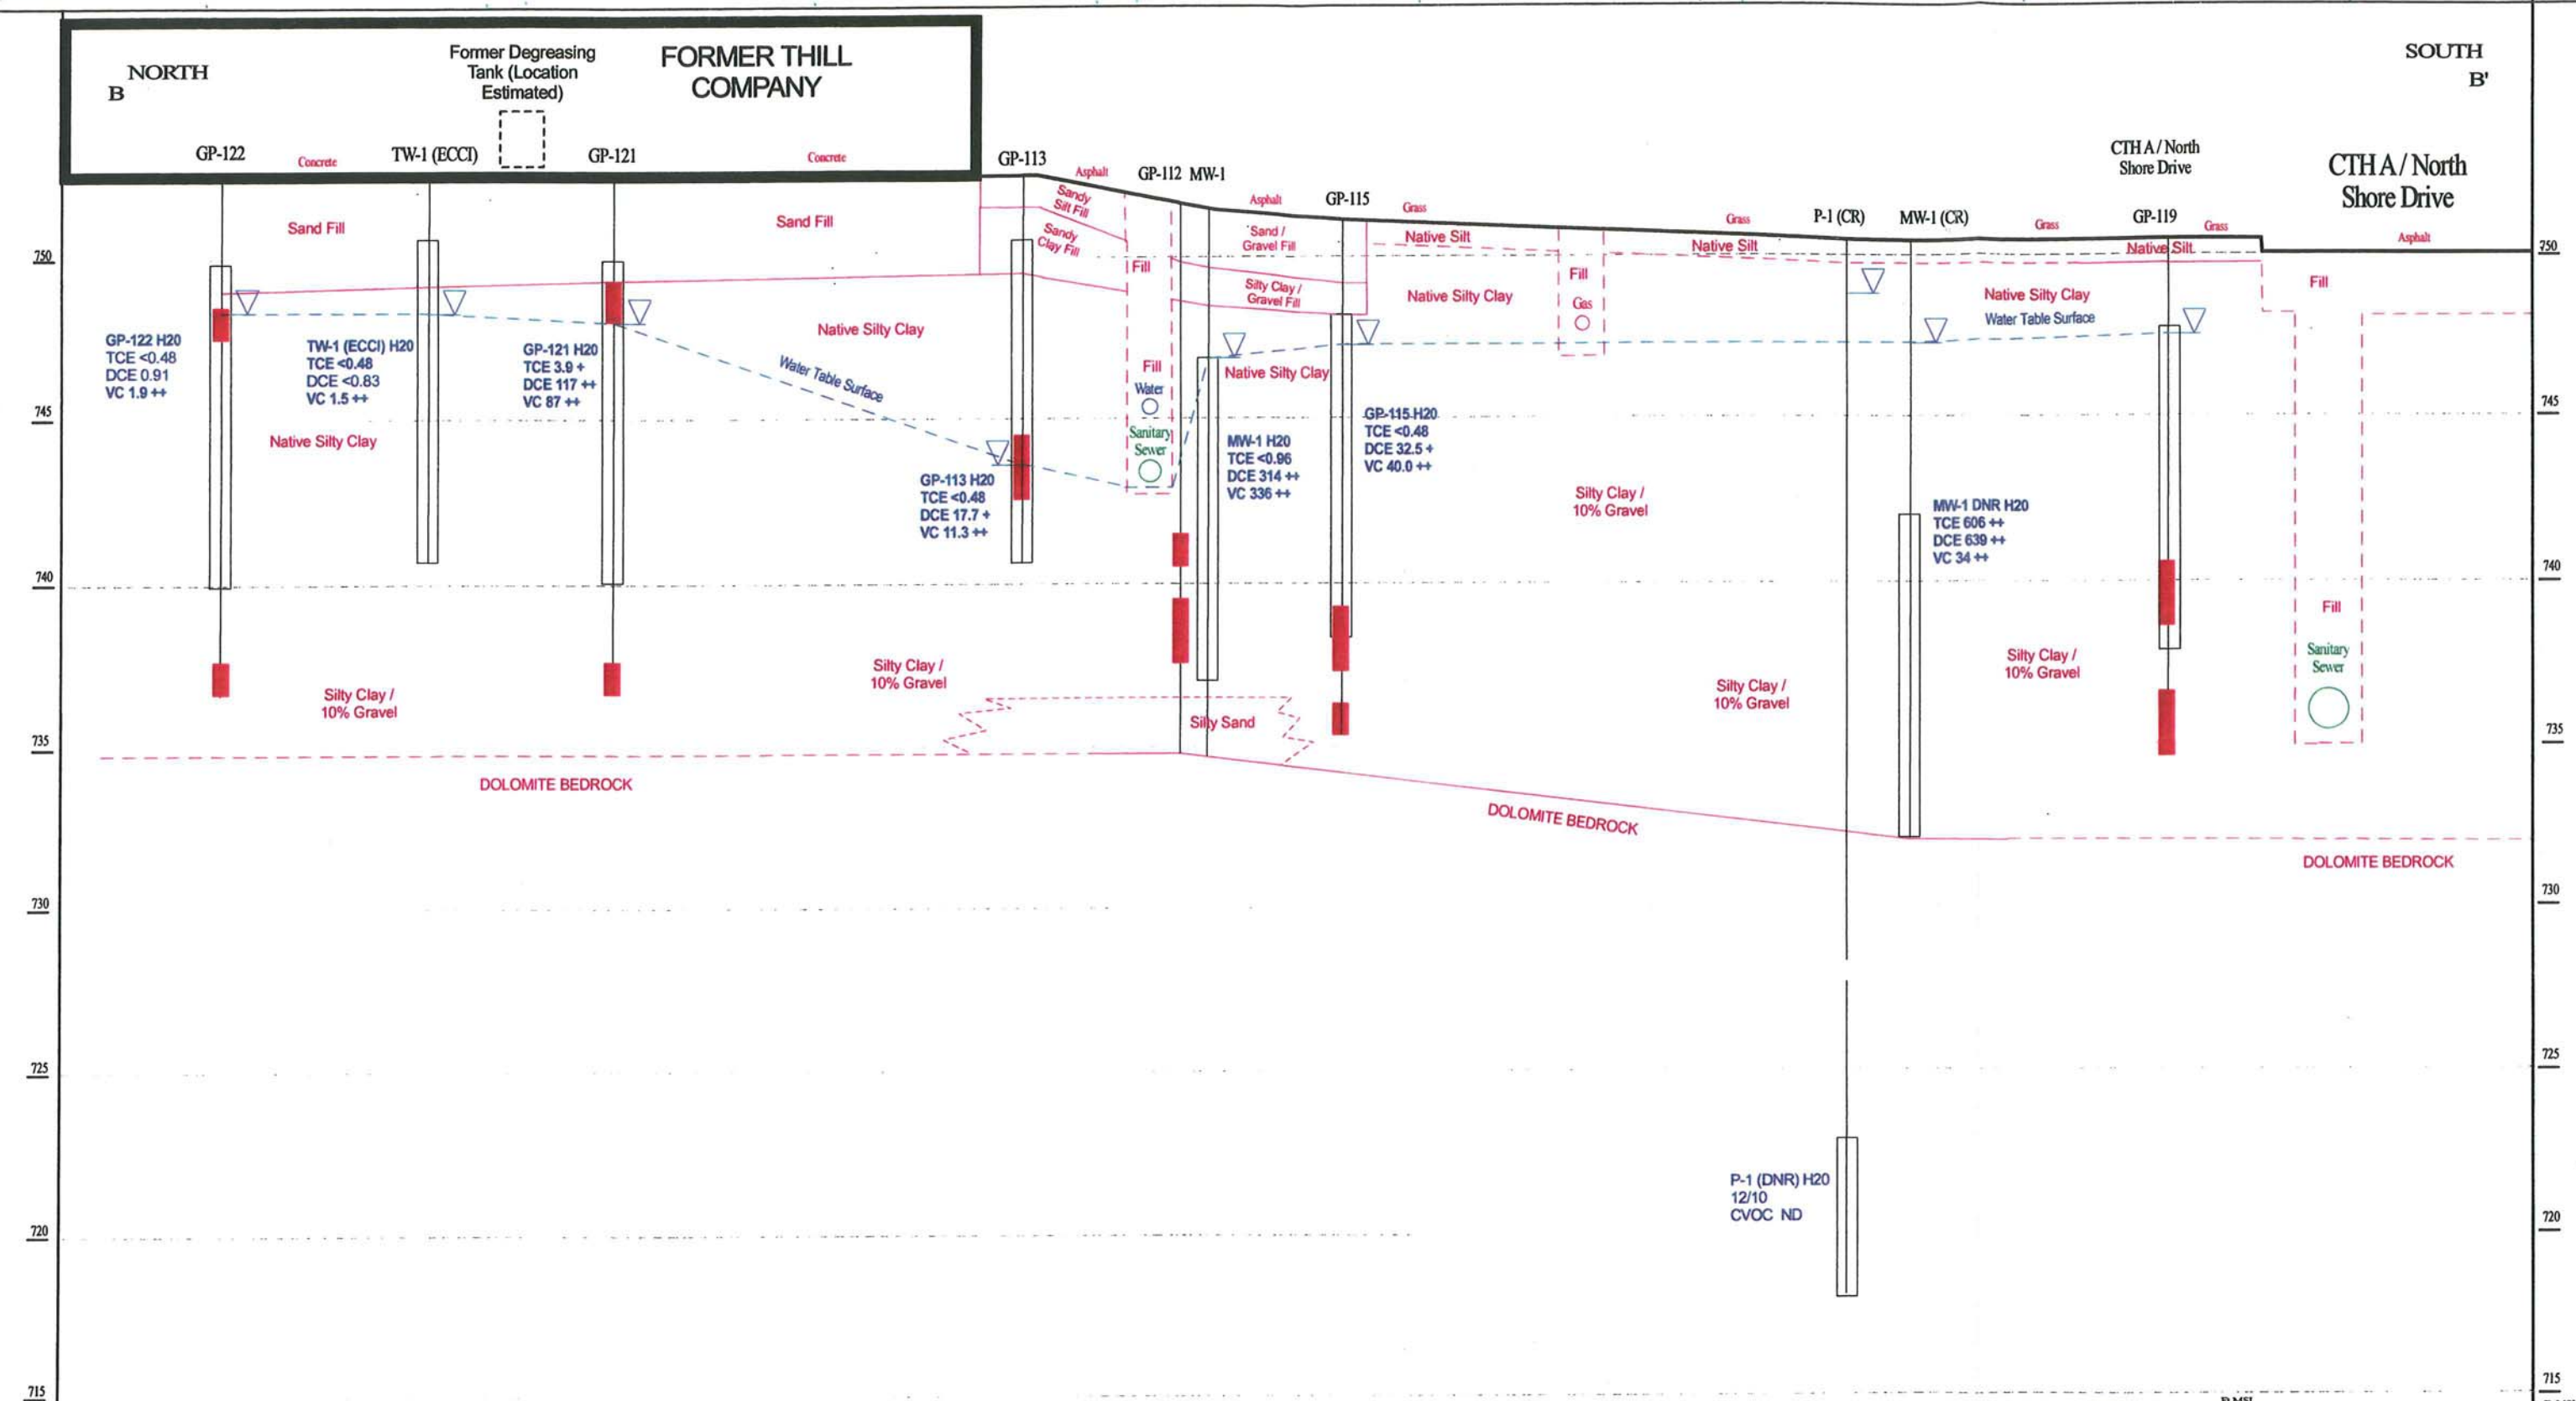 NORTH
B
Former Degreasing
Tank (Location
Estimated)
FORMER THILL
COMPANY
SOUTH
B'
GP-122
Concrete
TW-1 (ECCI)
GP-121
Concrete
GP-113
Asphalt
GP-112
MW-1
Asphalt
GP-115
Grass
Grass
P-1 (CR)
MW-1 (CR)
Grass
CTH A / North
Shore Drive
GP-119
Grass
CTH A / North
Shore Drive
Asphalt
Sand Fill
Sand Fill
Sandy
Silt Fill
Sandy
Clay Fill
Fill
Sand /
Gravel Fill
Silty Clay /
Gravel Fill
Native Silt
Native Silt
Native Silt
Fill
Gas
Native Silty Clay
Native Silty Clay
Water Table Surface
Fill
750
750
GP-122 H20
TCE <0.48
DCE 0.91
VC 1.9 ++
TW-1 (ECCI) H20
TCE <0.48
DCE <0.83
VC 1.5 ++
GP-121 H20
TCE 3.9 +
DCE 117 ++
VC 87 ++
Native Silty Clay
Water Table Surface
Fill
Water
Sanitary
Sewer
Native Silty Clay
745
745
Native Silty Clay
GP-113 H20
TCE <0.48
DCE 17.7 +
VC 11.3 ++
MW-1 H20
TCE <0.96
DCE 314 ++
VC 336 ++
GP-115 H20
TCE <0.48
DCE 32.5 +
VC 40.0 ++
Silty Clay /
10% Gravel
MW-1 DNR H20
TCE 606 ++
DCE 639 ++
VC 34 ++
740
740
Fill
Sanitary
Sewer
Silty Clay /
10% Gravel
Silty Clay /
10% Gravel
Silty Sand
Silty Clay /
10% Gravel
Silty Clay /
10% Gravel
735
735
DOLOMITE BEDROCK
DOLOMITE BEDROCK
DOLOMITE BEDROCK
730
730
725
725
P-1 (DNR) H20
12/10
CVOC ND
720
720
715
715